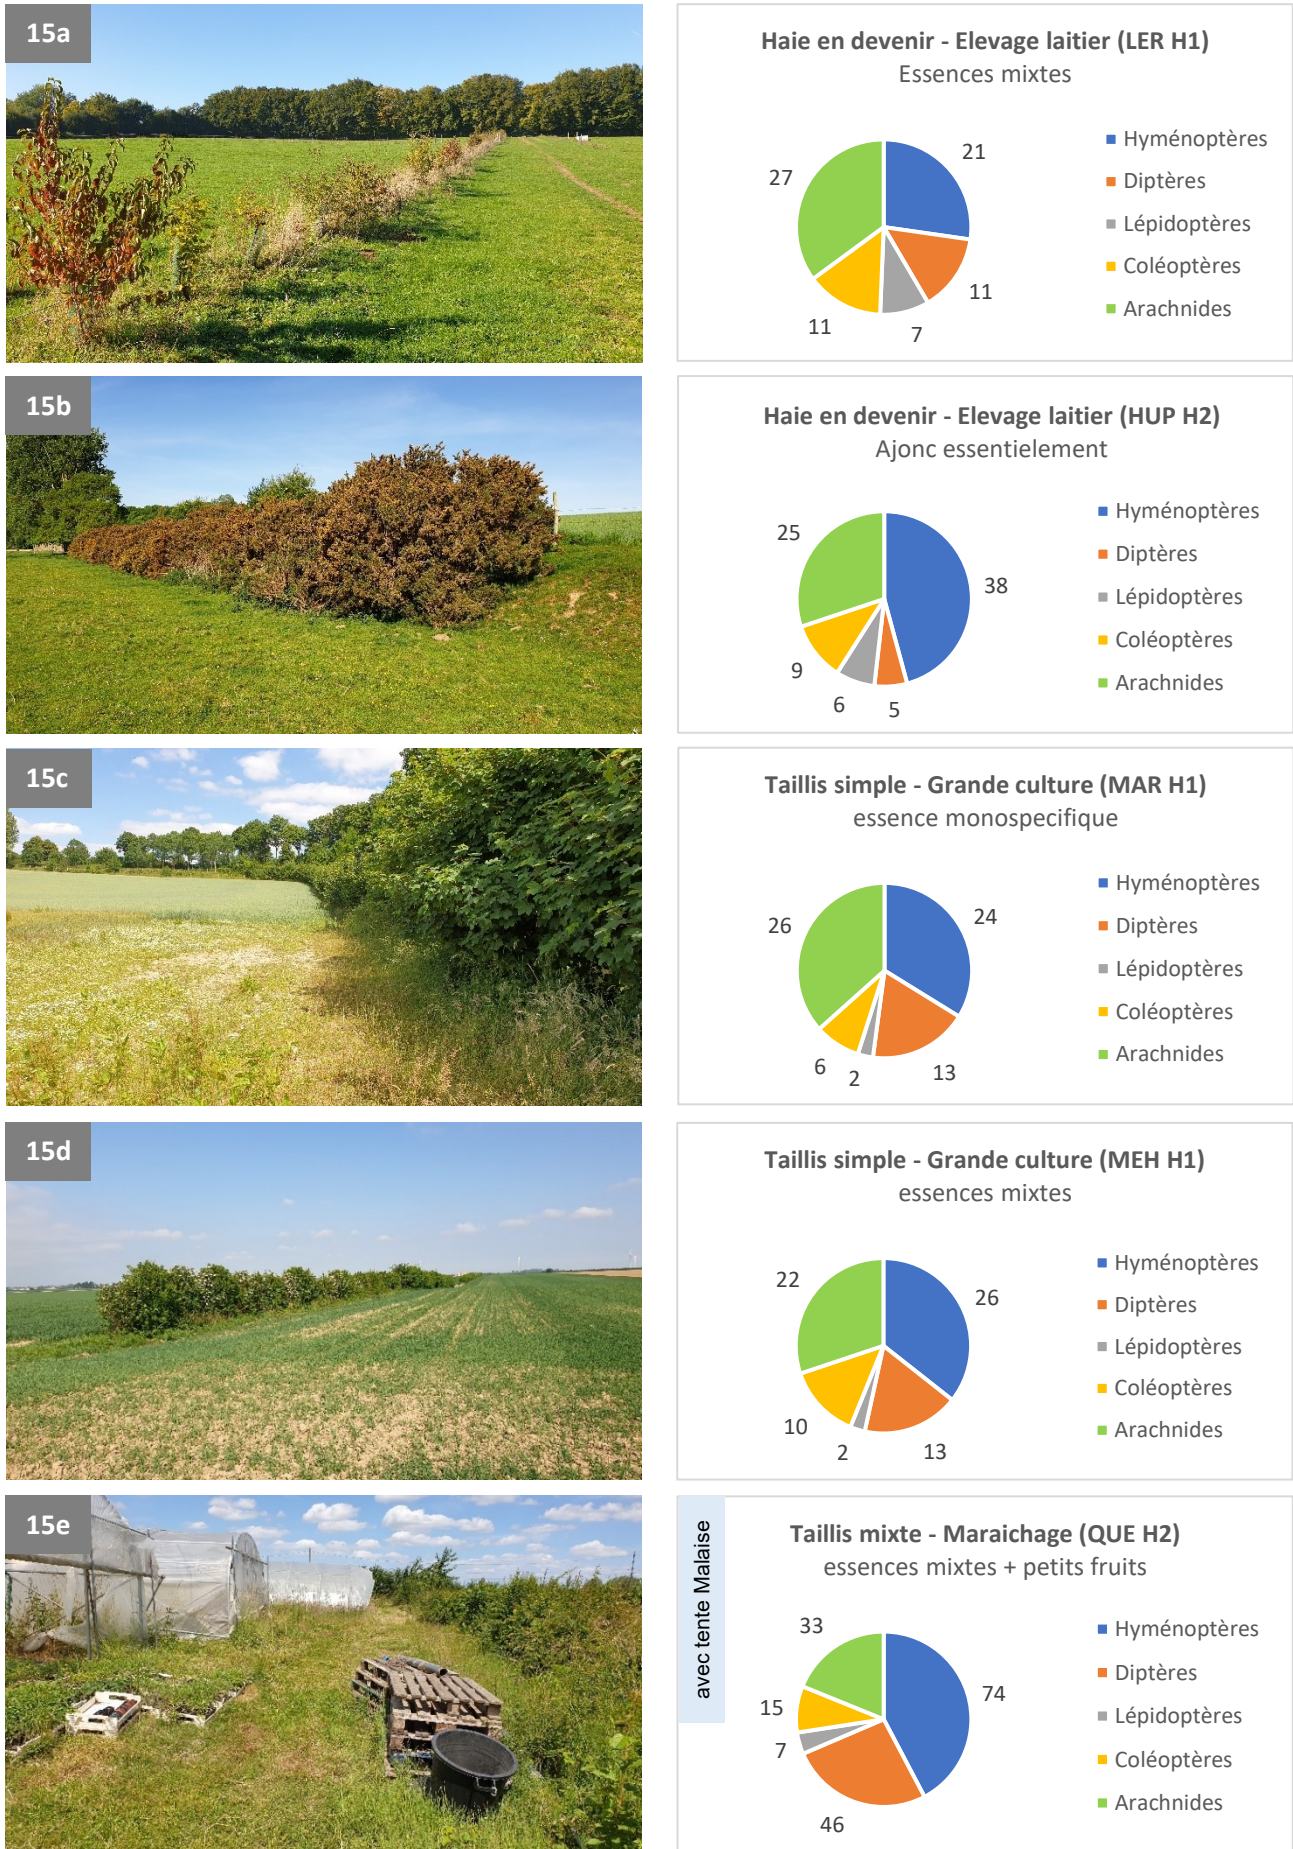 15a
Haie en devenir - Elevage laitier (LER H1)
Essences mixtes
27
21
11
11
7
Hyménoptères
Diptères
Lépidoptères
Coléoptères
Arachnides
15b
Haie en devenir - Elevage laitier (HUP H2)
Ajonc essentielement
25
38
9
6
5
Hyménoptères
Diptères
Lépidoptères
Coléoptères
Arachnides
15c
Taillis simple - Grande culture (MAR H1)
essence monospecifique
26
24
6
2
13
Hyménoptères
Diptères
Lépidoptères
Coléoptères
Arachnides
15d
Taillis simple - Grande culture (MEH H1)
essences mixtes
22
26
10
2
13
Hyménoptères
Diptères
Lépidoptères
Coléoptères
Arachnides
15e
avec tente Malaise
Taillis mixte - Maraichage (QUE H2)
essences mixtes + petits fruits
33
74
15
7
46
Hyménoptères
Diptères
Lépidoptères
Coléoptères
Arachnides